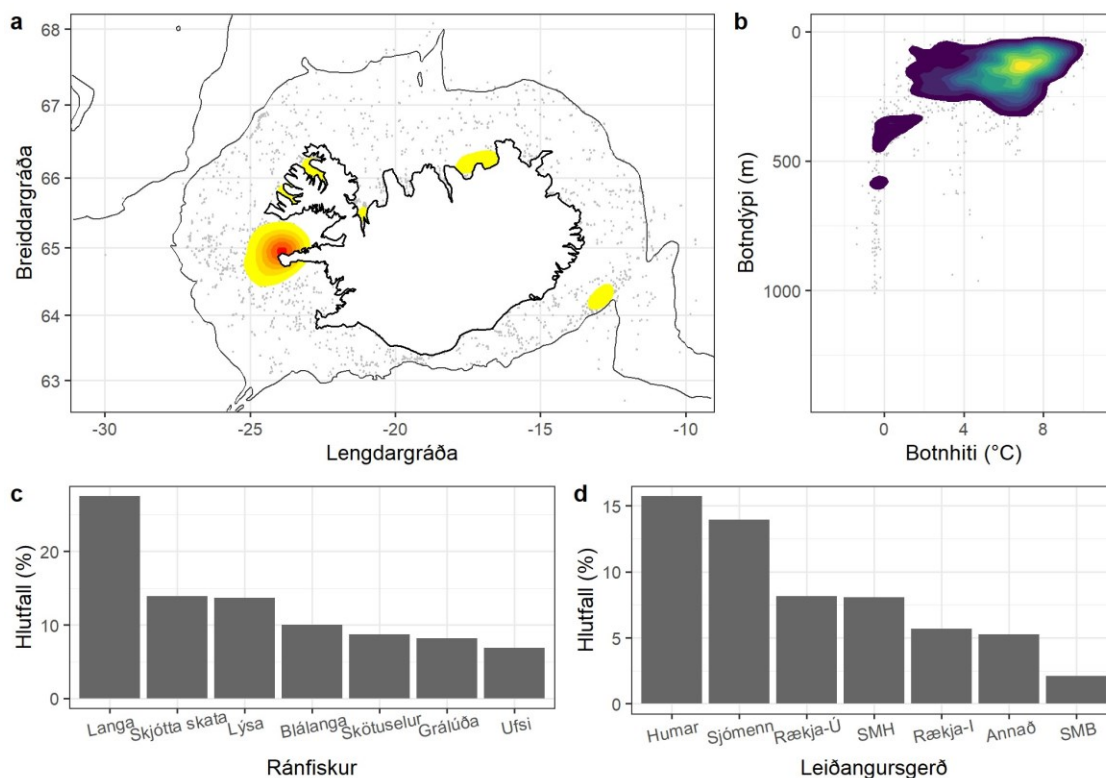 a
68
67
66
65
64
63
Breiddargráða
-30
-25
-20
-15
-10
Lengdargráða
b
0
500
1000
Botndýpi (m)
0
4
8
Botnhiti (°C)
c
20
10
0
Hlutfall (%)
Langa
Skjótta skata
Lýsa
Blálanga
Skötuselur
Grálúða
Ufsi
Ránfiskur
d
15
10
5
0
Hlutfall (%)
Humar
Sjómenn
Rækja-Ú
SMH
Rækja-I
Annað
SMB
Leiðangursgerð